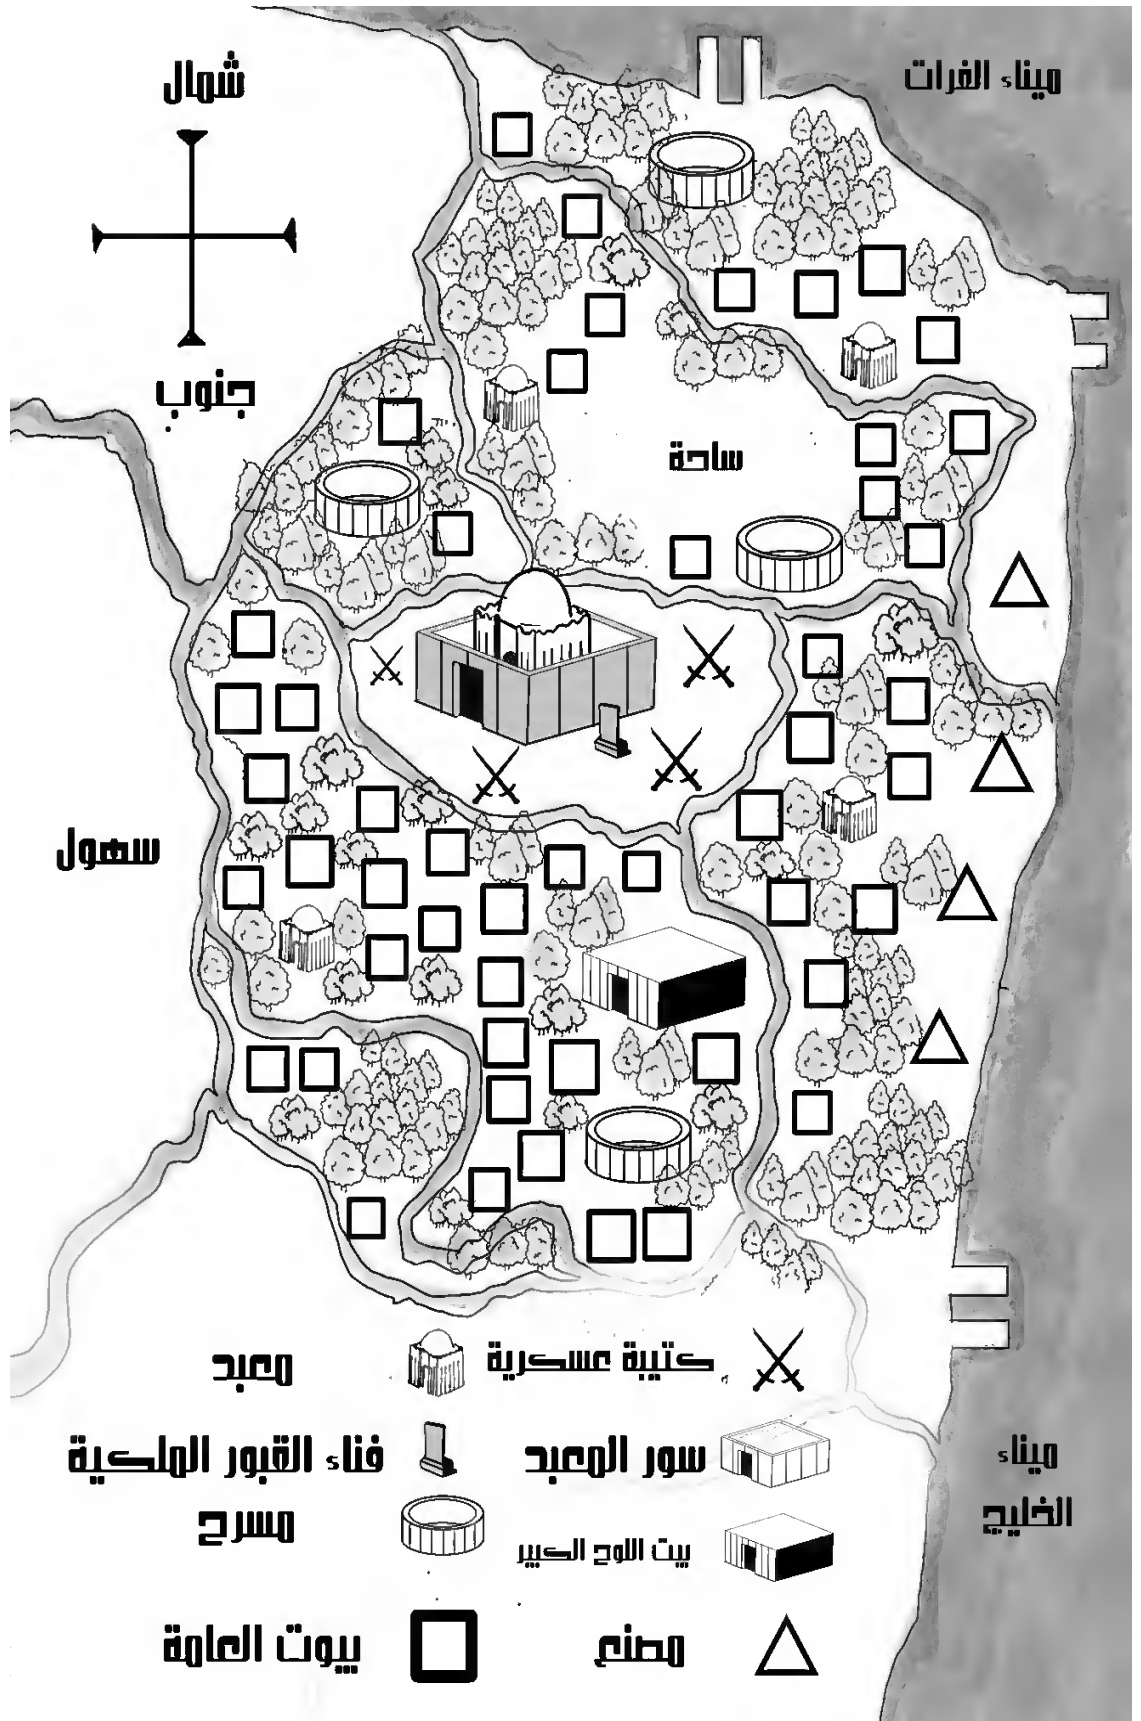 شمال
ميناء الفرات
جنوب
ساحة
سهول
كتيبة عسكرية
معبد
سور المعبد
فناء القبور الملكية
ميناء
الخليج
مسرح
بيت اللوح الكبير
مصنع
بيوت العامة